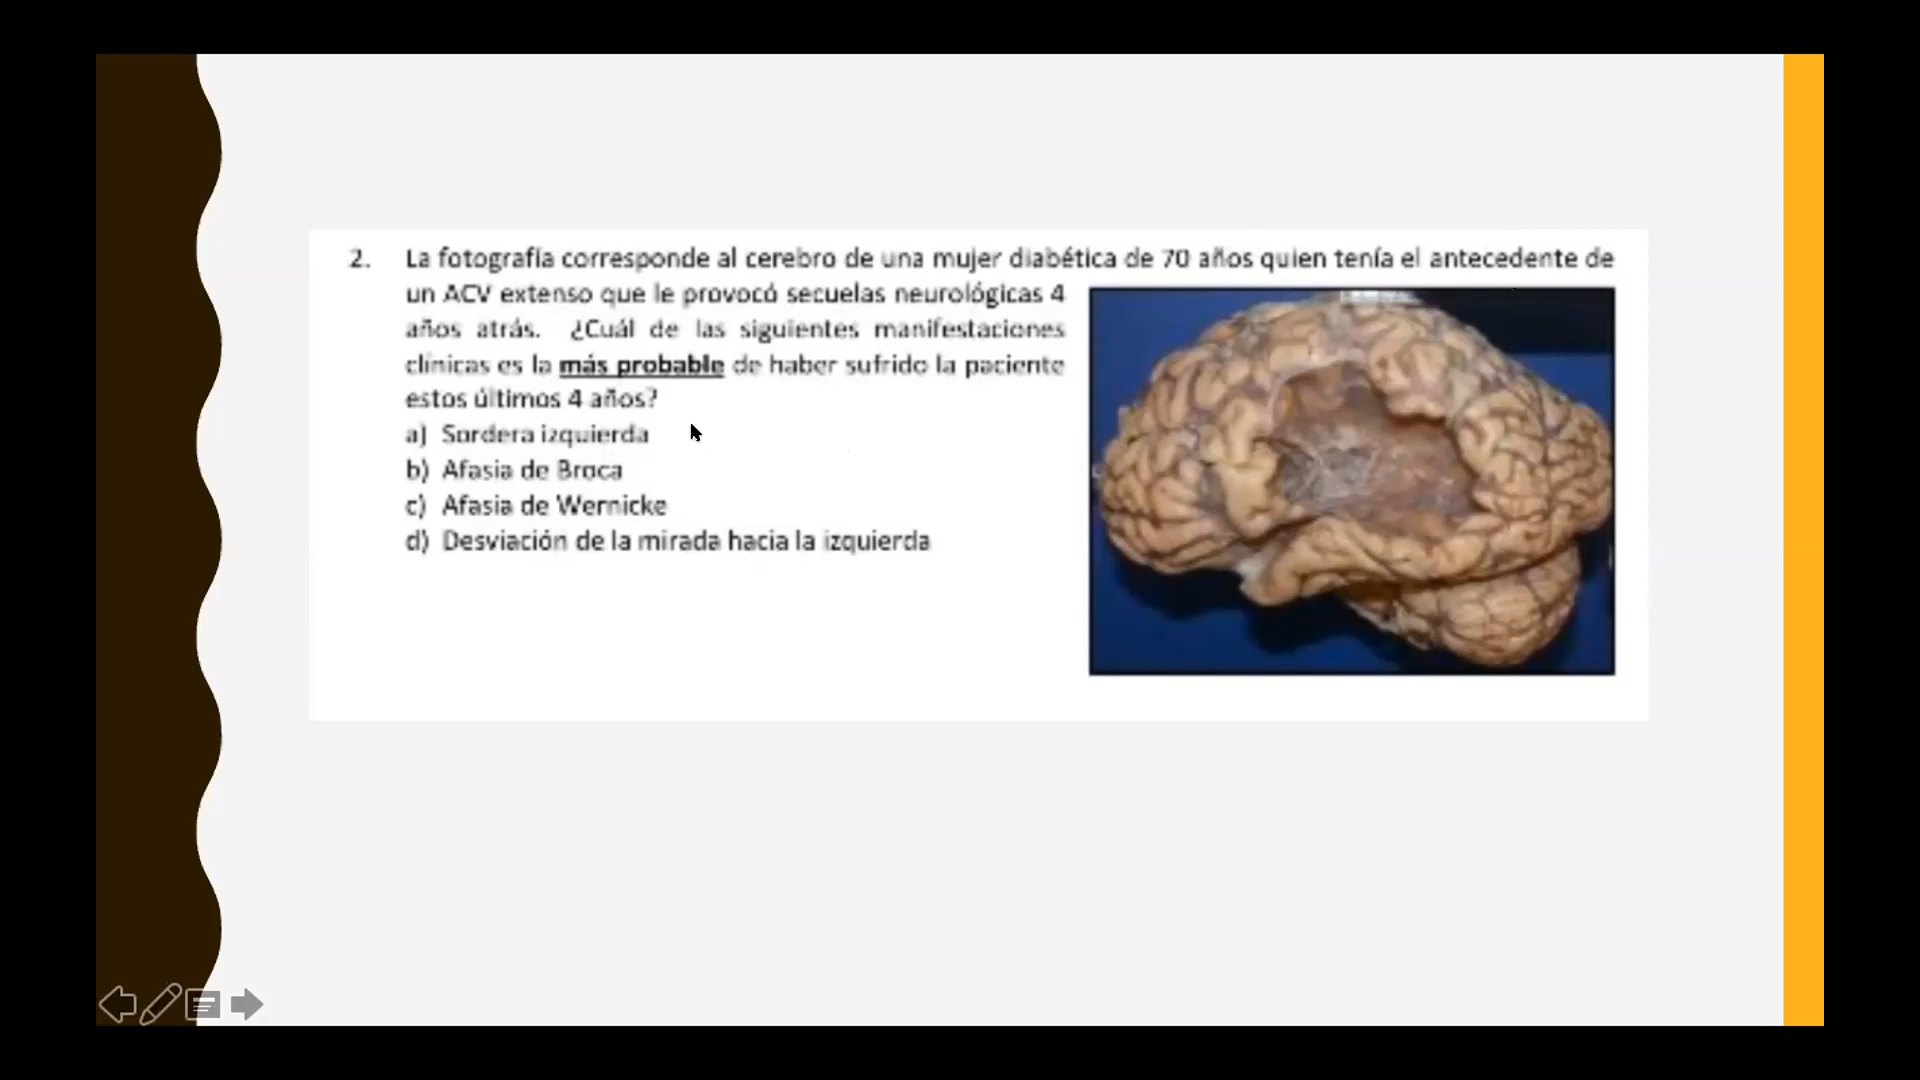 2. La fotografía corresponde al cerebro de una mujer diabética de 70 años quien tenía el antecedente de
un ACV extenso que le provocó secuelas neurológicas 4
años atrás. ¿Cuál de las siguientes manifestaciones
clínicas es la más probable de haber sufrido la paciente
estos últimos 4 años?
a) Sordera izquierda
b) Afasia de Broca
c) Afasia de Wernicke
d) Desviación de la mirada hacia la izquierda